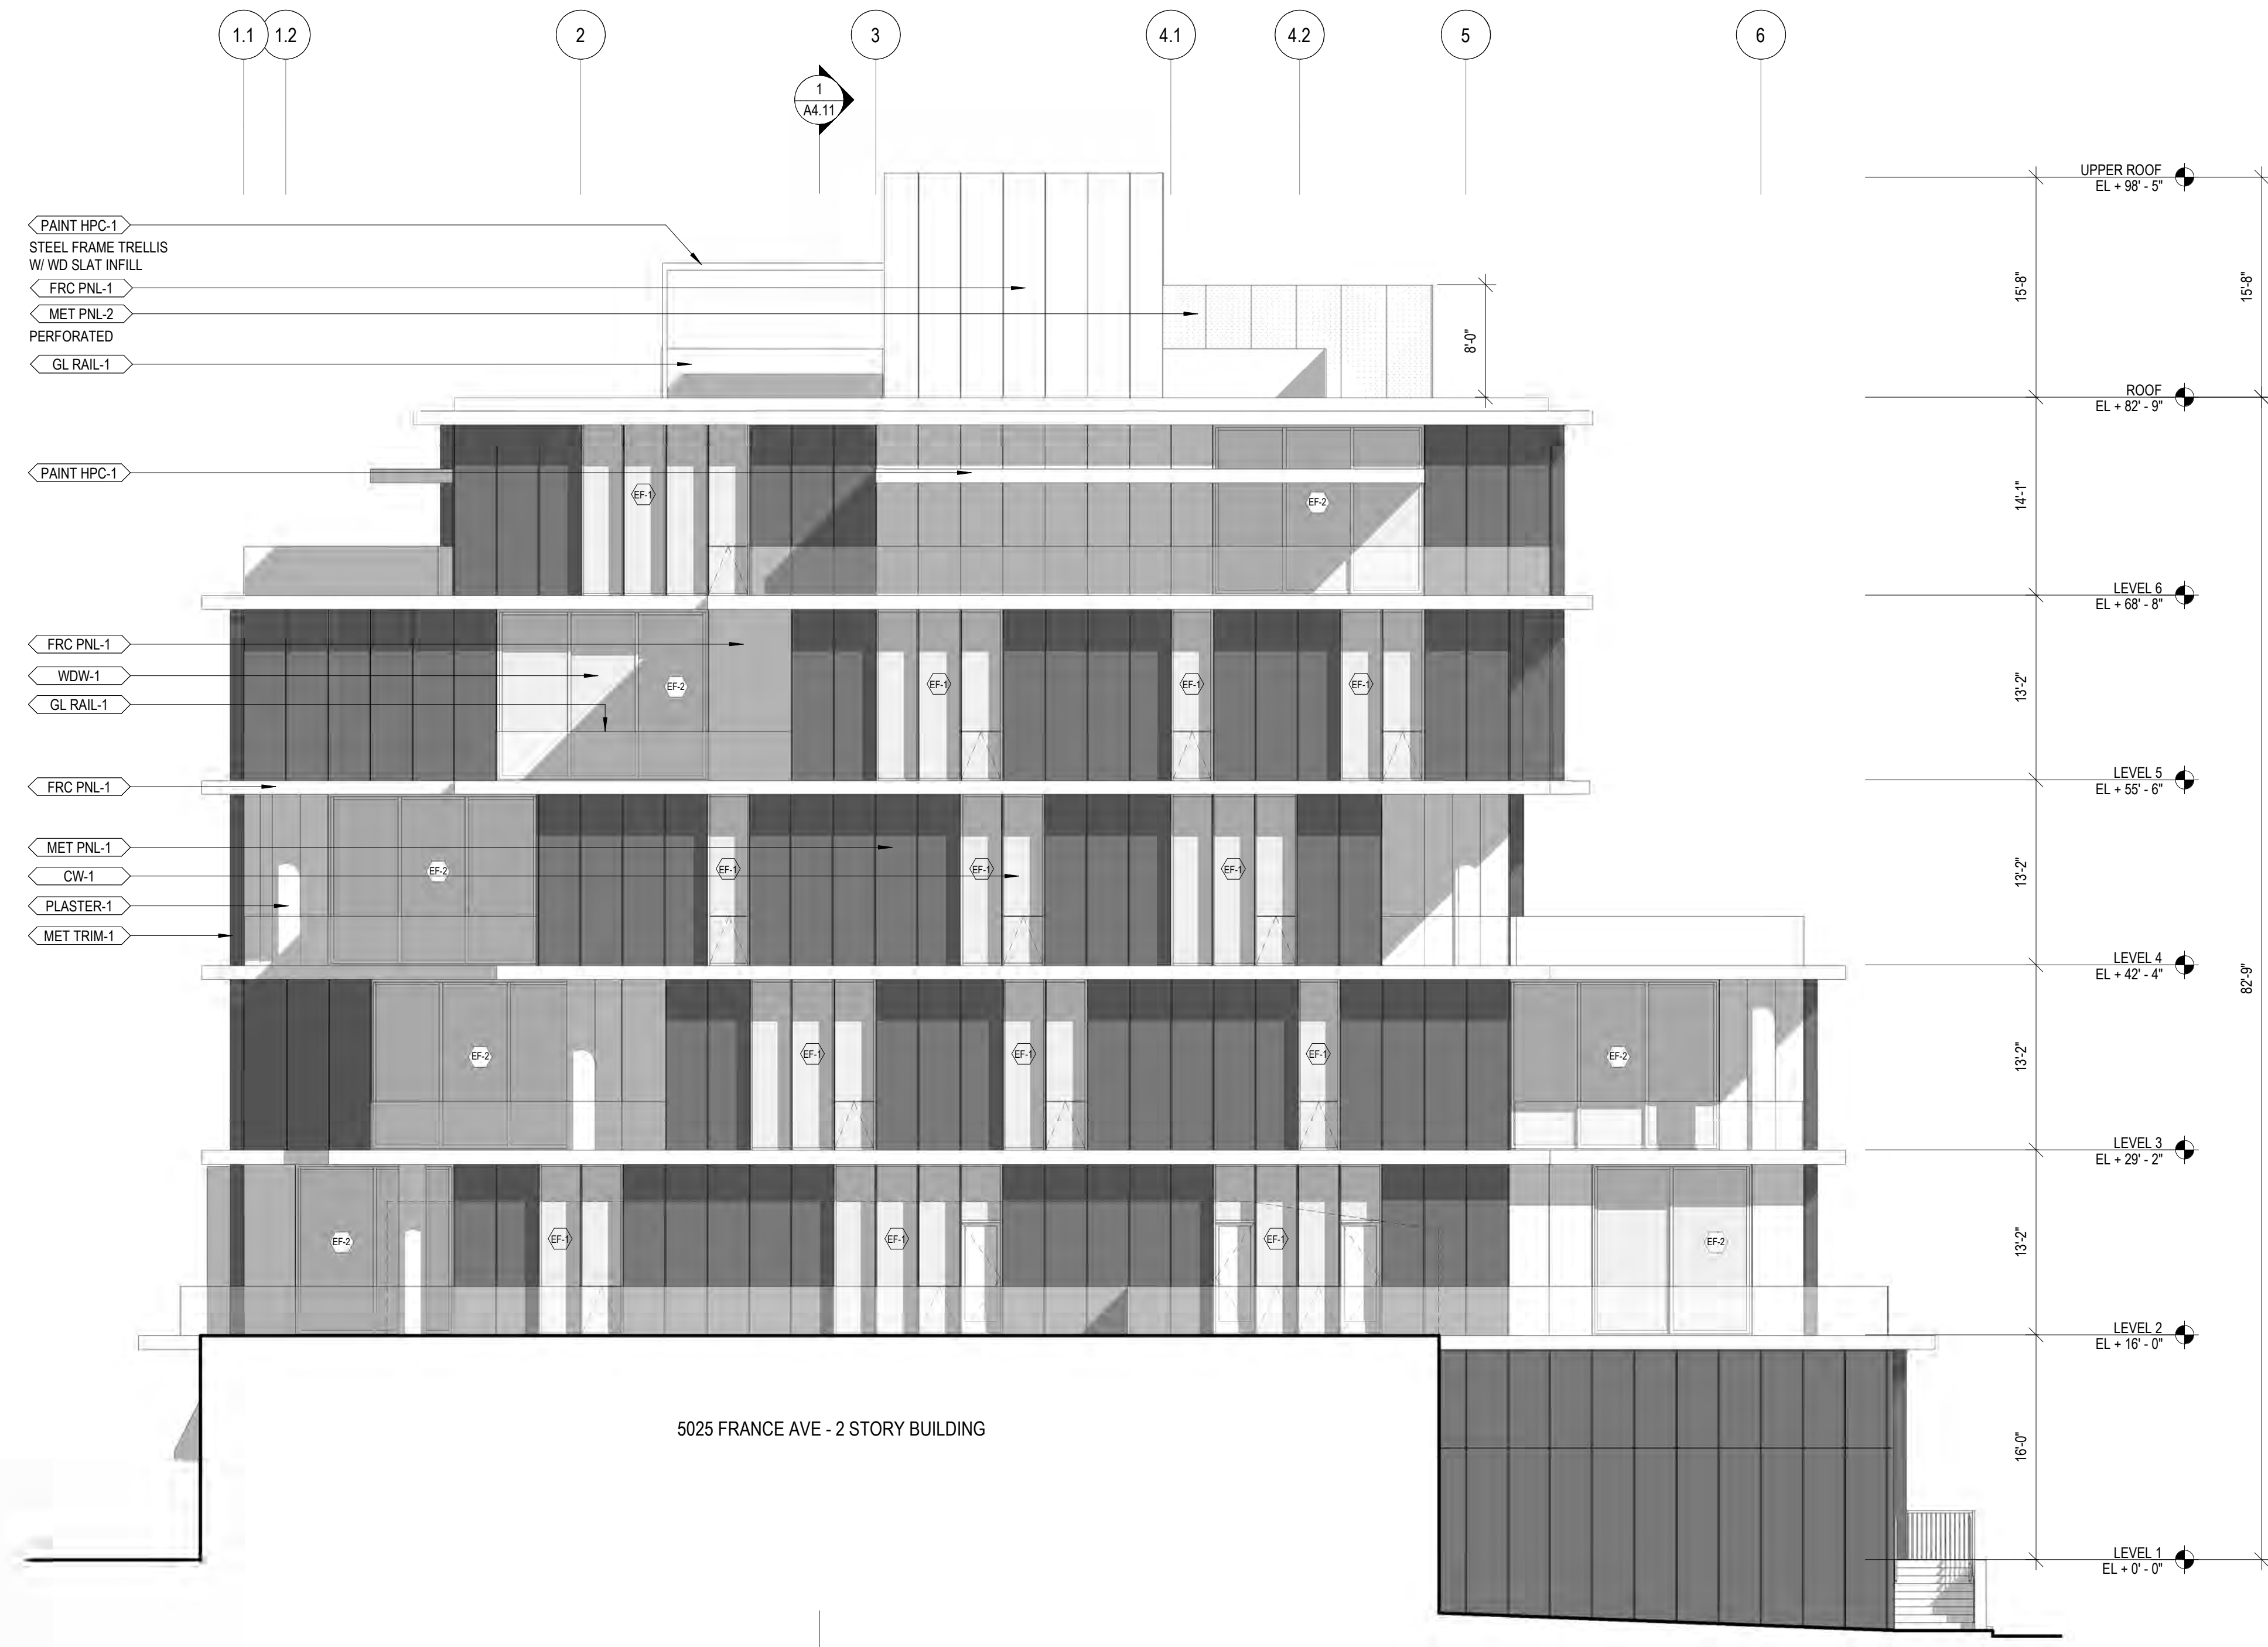 1.1 1.2 2 3 4.1 4.2 5 6
1
A4.11
UPPER ROOF
EL + 98' - 5"
PAINT HPC-1
STEEL FRAME TRELLIS
W/ WD SLAT INFILL
FRC PNL-1
MET PNL-2
PERFORATED
GL RAIL-1
15'-8"
15'-8"
8'-0"
ROOF
EL + 82' - 9"
PAINT HPC-1
EF-1
EF-2
14'-1"
LEVEL 6
EL + 68' - 8"
FRC PNL-1
WDW-1
GL RAIL-1
EF-2
EF-1
EF-1
EF-1
13'-2"
LEVEL 5
EL + 55' - 6"
FRC PNL-1
MET PNL-1
CW-1
PLASTER-1
MET TRIM-1
EF-2
EF-1
EF-1
EF-1
13'-2"
LEVEL 4
EL + 42' - 4"
82'-9"
EF-2
EF-1
EF-1
EF-1
EF-2
13'-2"
LEVEL 3
EL + 29' - 2"
EF-2
EF-1
EF-1
EF-1
EF-2
13'-2"
LEVEL 2
EL + 16' - 0"
5025 FRANCE AVE - 2 STORY BUILDING
16'-0"
LEVEL 1
EL + 0' - 0"